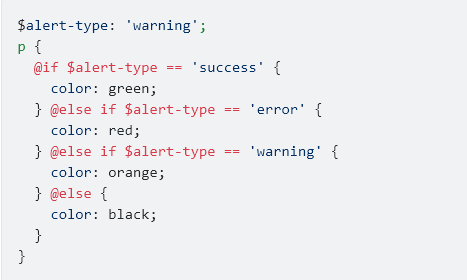 $alert-type: 'warning';
p {
  @if $alert-type == 'success' {
    color: green;
  } @else if $alert-type == 'error' {
    color: red;
  } @else if $alert-type == 'warning' {
    color: orange;
  } @else {
    color: black;
  }
}